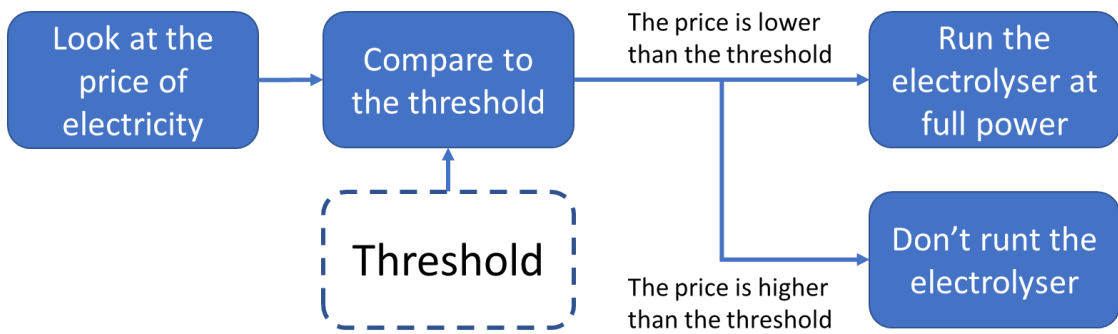 Look at the
price of
electricity
Compare to
the threshold
The price is lower
than the threshold
Run the
electrolyser at
full power
Threshold
The price is higher
than the threshold
Don’t runt the
electrolyser